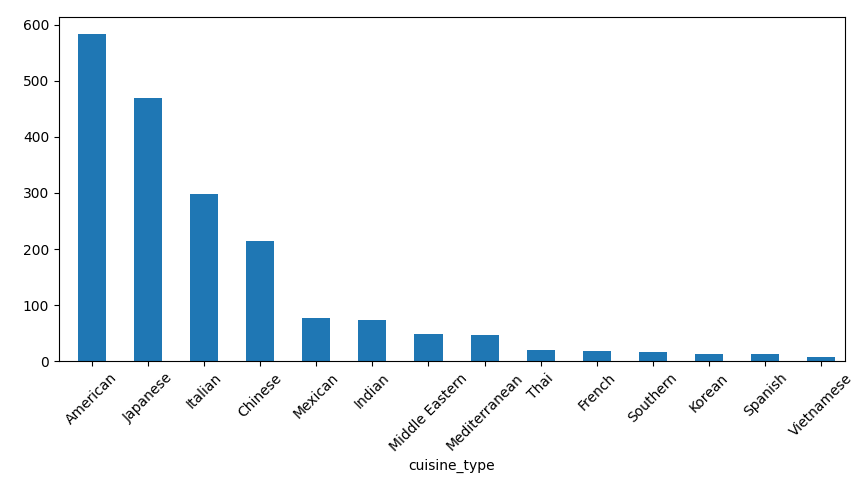 600
500
400
300
200
100
0
American
Japanese
Italian
Chinese
Mexican
Indian
Middle Eastern
Mediterranean
Thai
French
Southern
Korean
Spanish
Vietnamese
cuisine_type